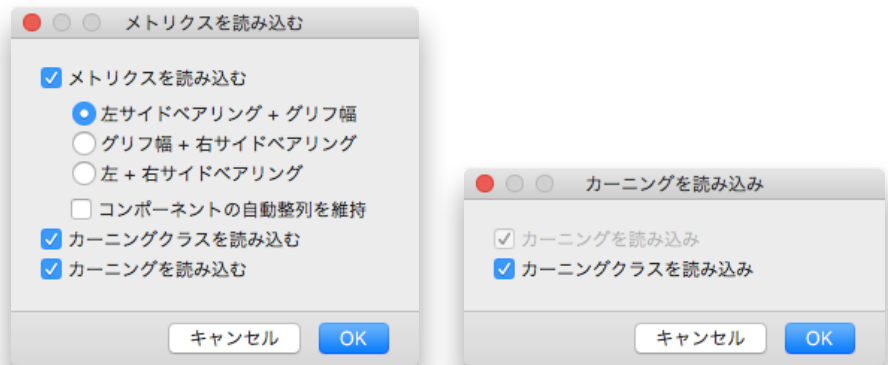 メトリクスを読み込む
メトリクスを読み込む
左サイドベアリング + グリフ幅
グリフ幅 + 右サイドベアリング
左 + 右サイドベアリング
コンポーネントの自動整列を維持
カーニングクラスを読み込む
カーニングを読み込む
キャンセル
OK
カーニングを読み込み
カーニングを読み込み
カーニングクラスを読み込み
キャンセル
OK